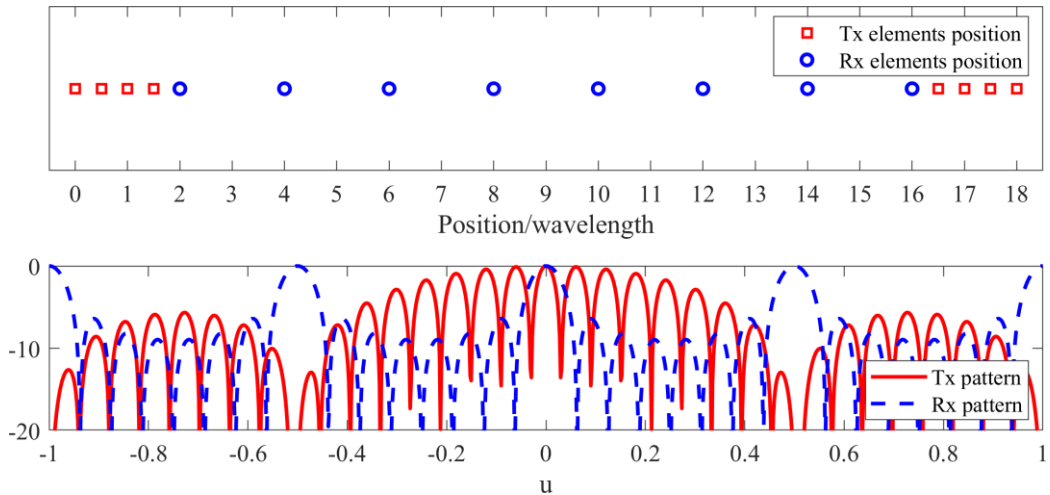 Tx elements position
Rx elements position
0 1 2 3 4 5 6 7 8 9 10 11 12 13 14 15 16 17 18
Position/wavelength
0
-10
-20
Tx pattern
Rx pattern
-1 -0.8 -0.6 -0.4 -0.2 0 0.2 0.4 0.6 0.8 1
u